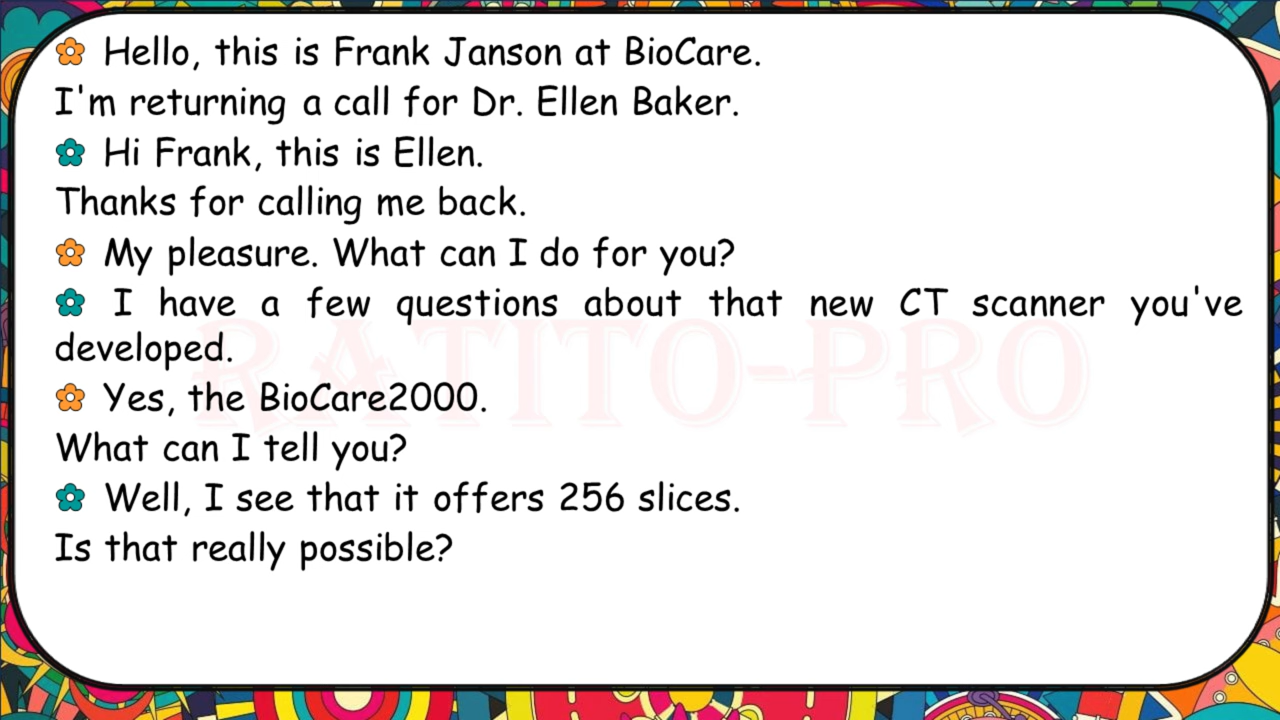 Hello, this is Frank Janson at BioCare.
I'm returning a call for Dr. Ellen Baker.
Hi Frank, this is Ellen.
Thanks for calling me back.
My pleasure. What can I do for you?
I have a few questions about that new CT scanner you've
developed.
Yes, the BioCare2000.
What can I tell you?
Well, I see that it offers 256 slices.
Is that really possible?
RATITO-PRO